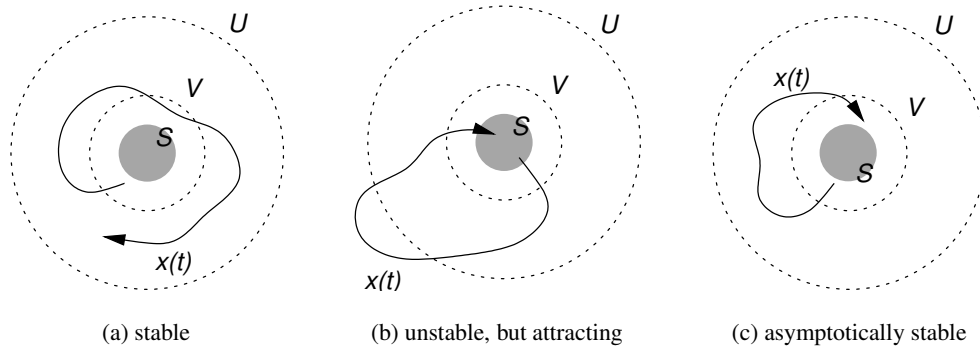 U
V
S
x(t)
(a) stable
U
V
S
x(t)
(b) unstable, but attracting
U
x(t)
V
S
(c) asymptotically stable